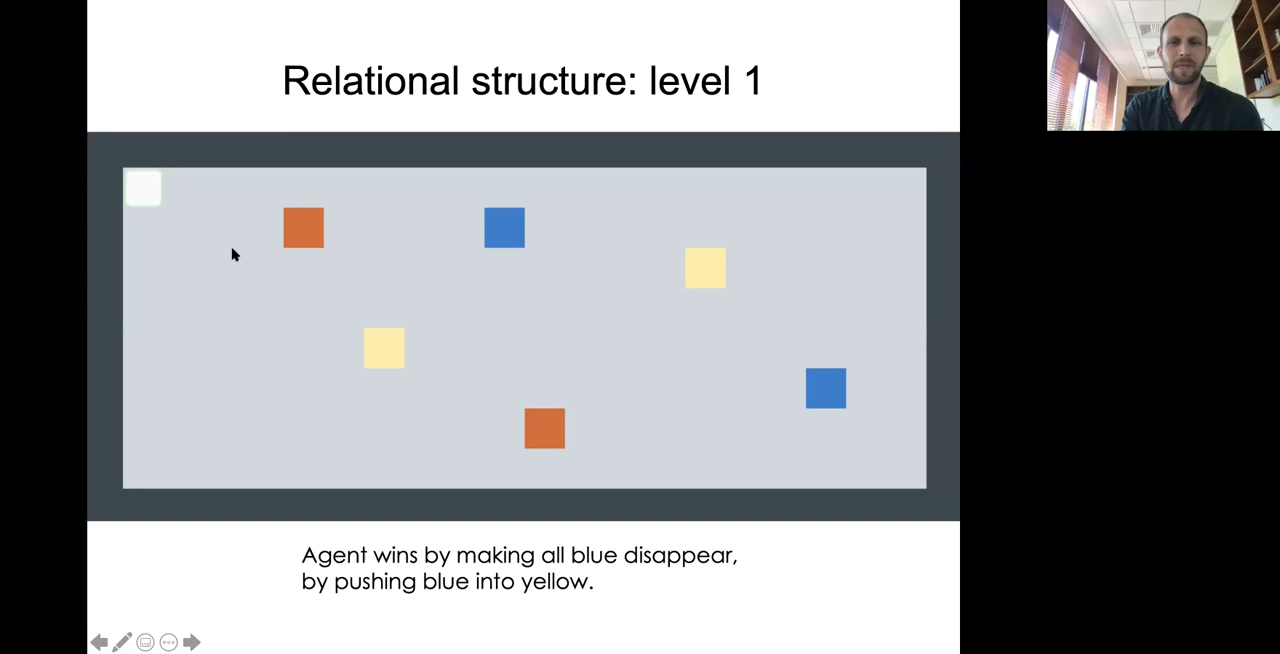 Relational structure: level 1
Agent wins by making all blue disappear,
by pushing blue into yellow.